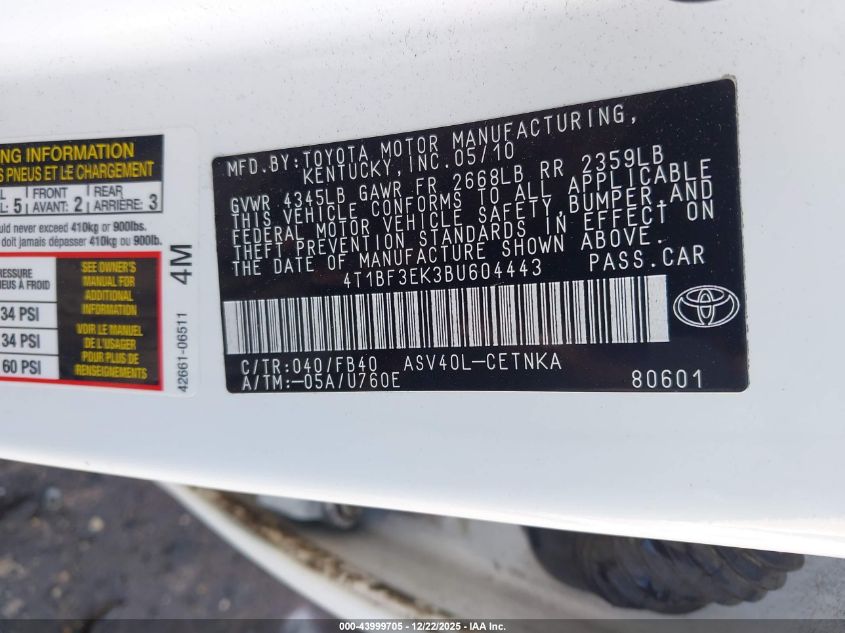 NG INFORMATION
S PNEUS ET LE CHARGEMENT
L: 5 FRONT AVANT: 2 REAR ARRIÈRE: 3
uld never exceed 410kg or 900lbs.
doit jamais dépasser 410kg ou 900lb.
4M
RESSURE
NEUS À FROID
34 PSI
34 PSI
60 PSI
SEE OWNER'S
MANUAL FOR
ADDITIONAL
INFORMATION
VOIR LE MANUEL
DE L'USAGER
POUR PLUS DE
RENSEIGNEMENTS
42661-06511
MFD.BY:TOYOTA MOTOR MANUFACTURING,
KENTUCKY,INC.05/10
GVWR 4345LB GAWR FR 2668LB RR 2359LB
THIS VEHICLE CONFORMS TO ALL APPLICABLE
FEDERAL MOTOR VEHICLE SAFETY,BUMPER,AND
THEFT PREVENTION STANDARDS IN EFFECT ON
THE DATE OF MANUFACTURE SHOWN ABOVE.
4T1BF3EK3BU604443 PASS.CAR
C/TR:040/FB40 ASV40L-CETNKA
A/TM:-05A/U760E 80601
000-43999705 - 12/22/2025 - IAA Inc.